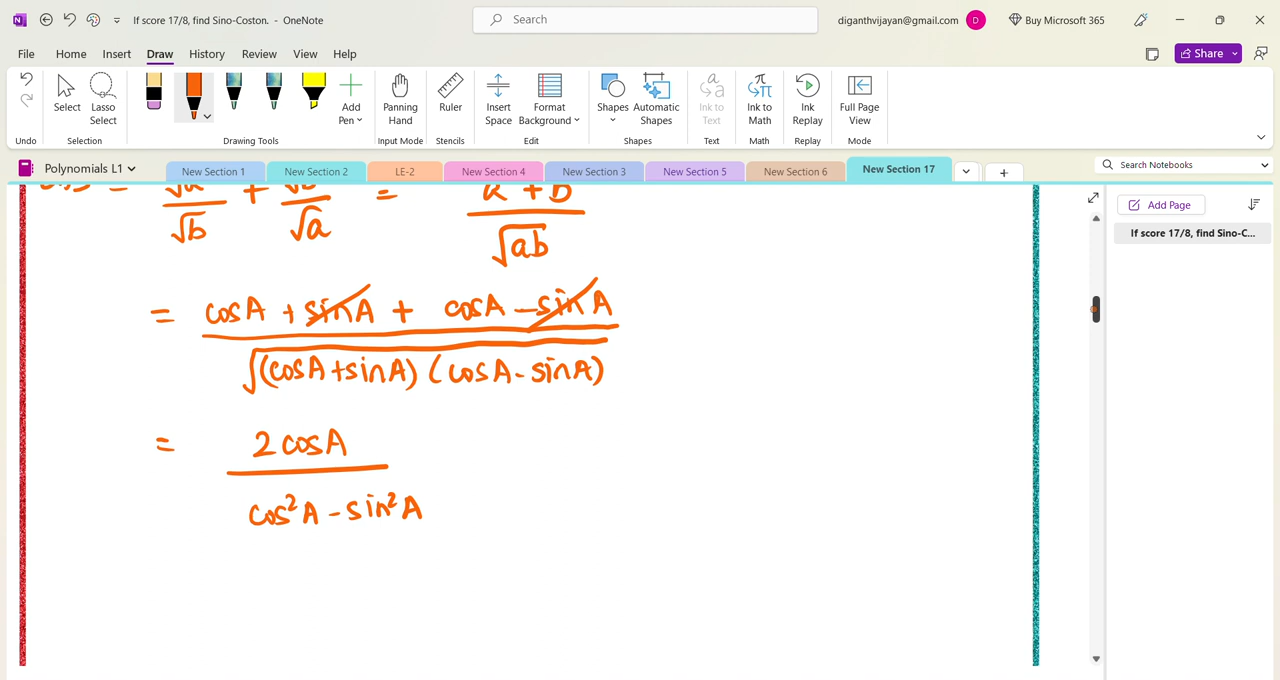 If score 17/8, find Sino-Coston. - OneNote
Search
diganthvijayan@gmail.com D
Buy Microsoft 365
File Home Insert Draw History Review View Help
Share
Undo
Select
Lasso Select
Selection
Drawing Tools
Add Pen
Panning Hand
Input Mode
Ruler
Stencils
Insert Space
Format Background
Edit
Shapes
Automatic Shapes
Shapes
Ink to Text
Text
Ink to Math
Math
Ink Replay
Replay
Full Page View
Mode
Polynomials L1
New Section 1 New Section 2 LE-2 New Section 4 New Section 3 New Section 5 New Section 6 New Section 17 +
Search Notebooks
Add Page
If score 17/8, find Sino-C...
= √a/√b + √b/√a = a + b/√ab
= cosA + sinA + cosA - sinA / √(cosA+sinA)(cosA-sinA)
= 2cosA / cos²A - sin²A